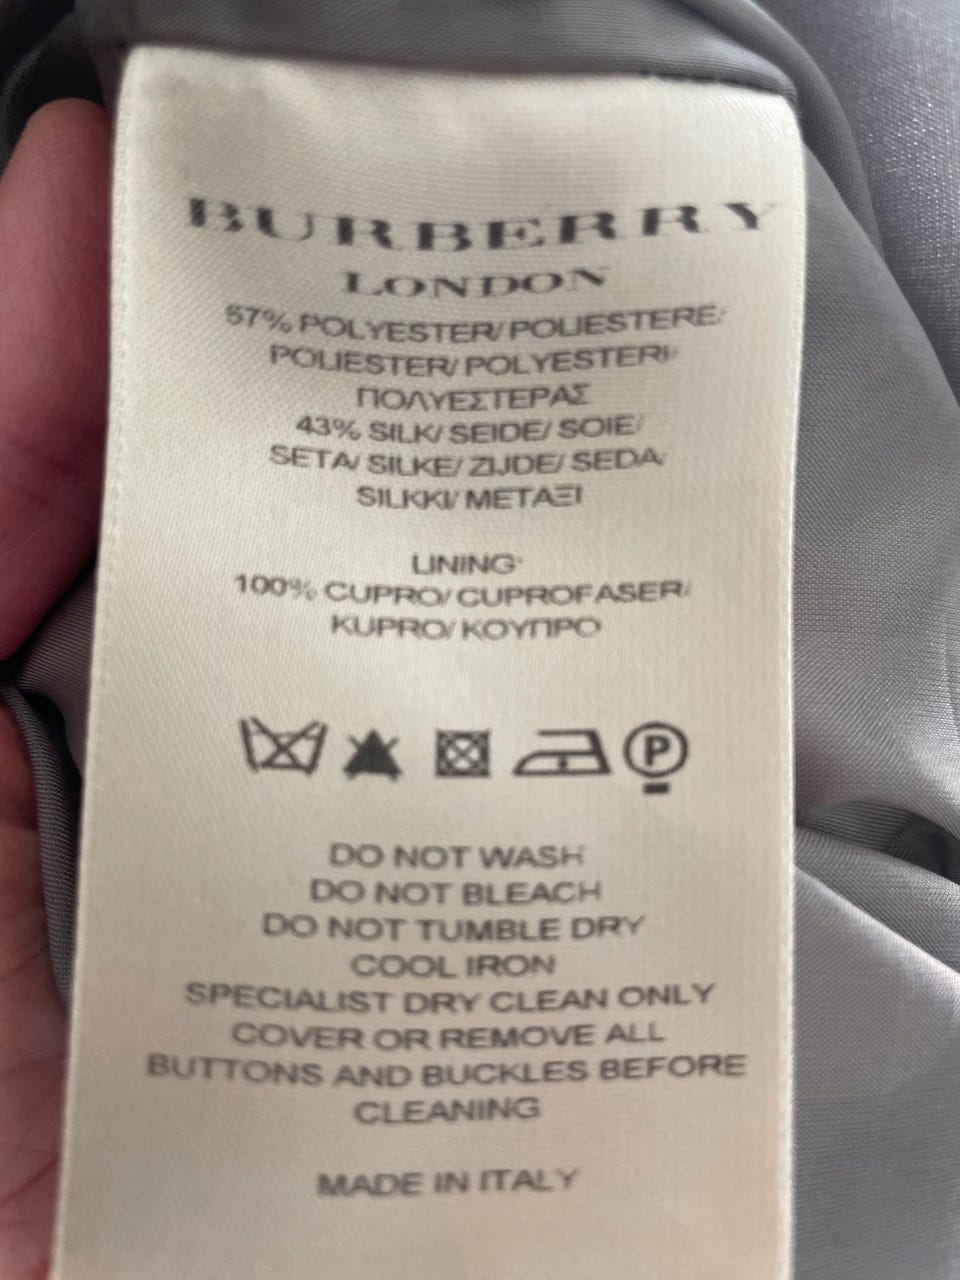 BURBERRY
LONDON
57% POLYESTER/ POLIESTERE/
POLIESTER/ POLYESTERI/
ΠΟΛΥΕΣΤΕΡΑΣ
43% SILK/ SEIDE/ SOIE/
SETA/ SILKE/ ZIJDE/ SEDA/
SILKKI/ ΜΕΤΑΞΙ
LINING:
100% CUPRO/ CUPROFASER/
KUPRO/ ΚΟΥΠΡΟ
P
DO NOT WASH
DO NOT BLEACH
DO NOT TUMBLE DRY
COOL IRON
SPECIALIST DRY CLEAN ONLY
COVER OR REMOVE ALL
BUTTONS AND BUCKLES BEFORE
CLEANING
MADE IN ITALY